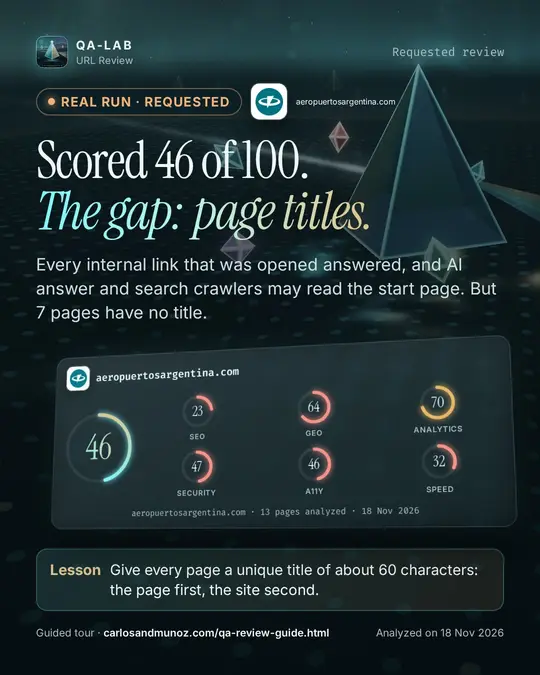 QA-LAB
URL Review
Requested review
REAL RUN · REQUESTED
aeropuertosargentina.com
Scored 46 of 100.
The gap: page titles.
Every internal link that was opened answered, and AI
answer and search crawlers may read the start page. But
7 pages have no title.
aeropuertosargentina.com
46
23
SEO
64
GEO
70
ANALYTICS
47
SECURITY
46
A11Y
32
SPEED
aeropuertosargentina.com · 13 pages analyzed · 18 Nov 2026
Lesson Give every page a unique title of about 60 characters:
the page first, the site second.
Guided tour · carlosandmunoz.com/qa-review-guide.html
Analyzed on 18 Nov 2026